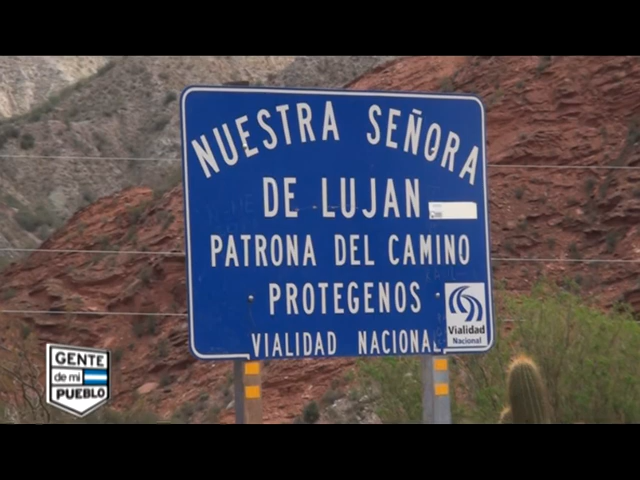 NUESTRA SEÑORA
DE LUJAN
PATRONA DEL CAMINO
PROTEGENOS
VIALIDAD NACIONAL
Vialidad
Nacional
GENTE
de mi
PUEBLO